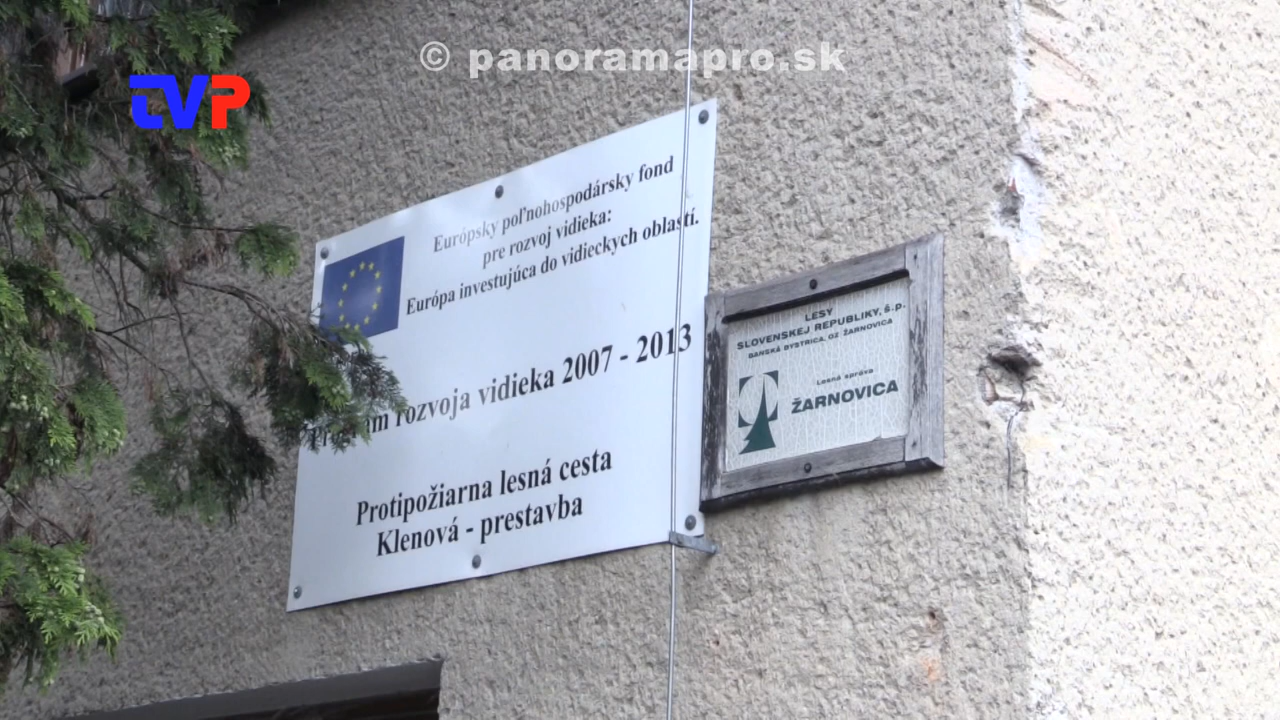 © panoramapro.sk
TVP
Európsky poľnohospodársky fond
pre rozvoj vidieka:
Európa investujúca do vidieckych oblastí.
rozvoja vidieka 2007 - 2013
Protipožiarna lesná cesta
Klenová - prestavba
LESY
SLOVENSKEJ REPUBLIKY, š.p.
BANSKÁ BYSTRICA, OZ ŽARNOVICA
Lesná správa
ŽARNOVICA